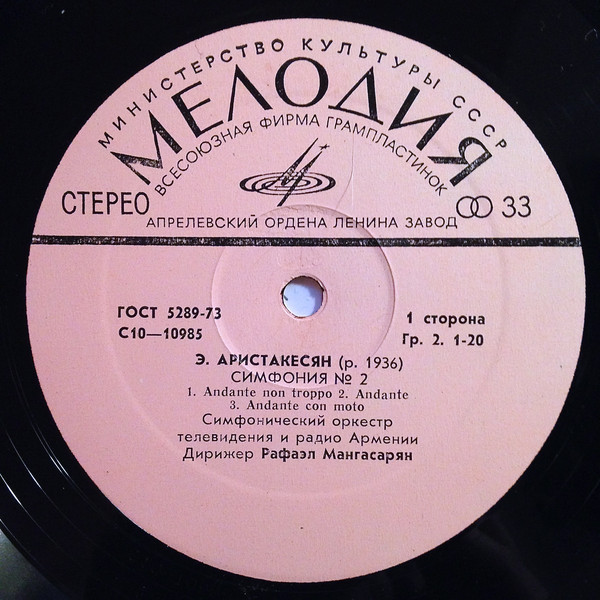 МИНИСТЕРСТВО КУЛЬТУРЫ СССР
МЕЛОДИЯ
ВСЕСОЮЗНАЯ ФИРМА ГРАМПЛАСТИНОК
СТЕРЕО
33
АПРЕЛЕВСКИЙ ОРДЕНА ЛЕНИНА ЗАВОД
ГОСТ 5289-73
1 сторона
С10—10985
Гр. 2. 1-20
Э. АРИСТАКЕСЯН (р. 1936)
СИМФОНИЯ № 2
1. Andante non troppo 2. Andante
3. Andante con moto
Симфонический оркестр
телевидения и радио Армении
Дирижер Рафаэл Мангасарян